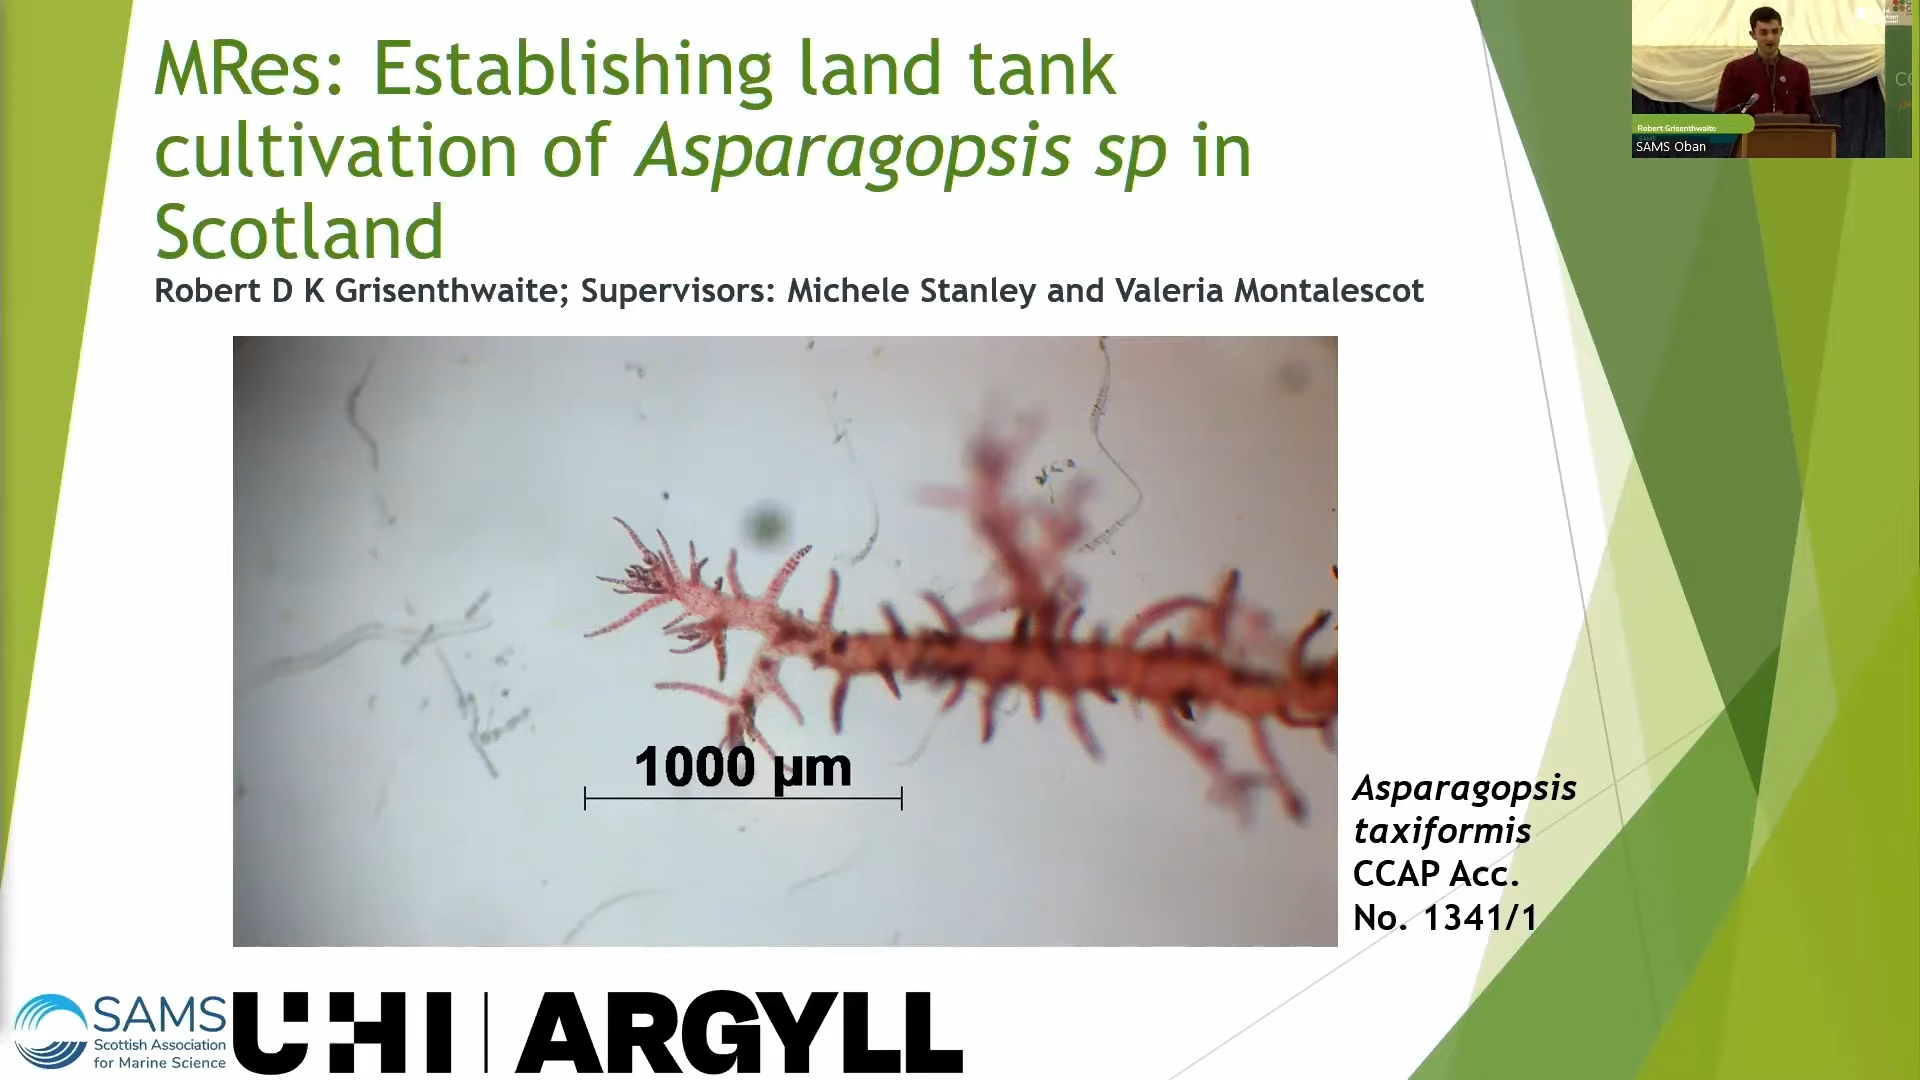 MRes: Establishing land tank
cultivation of Asparagopsis sp in
Scotland
Robert D K Grisenthwaite; Supervisors: Michele Stanley and Valeria Montalescot
Robert Grisenthwaite
SAMS
SAMS Oban
1000 µm
Asparagopsis
taxiformis
CCAP Acc.
No. 1341/1
SAMS
Scottish Association
for Marine Science
UHI | ARGYLL